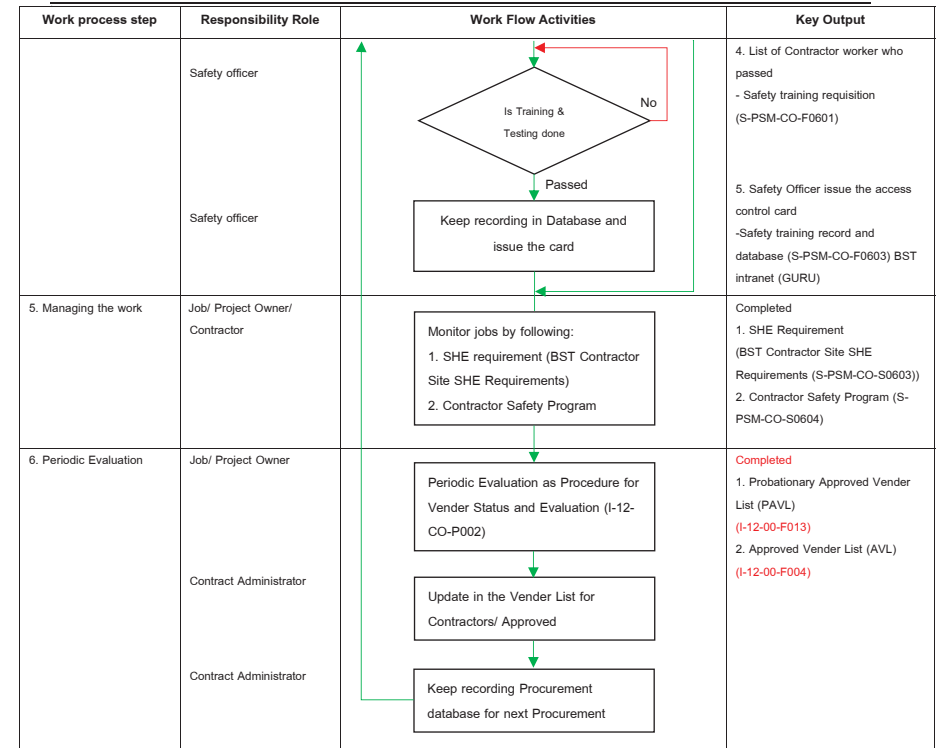 Work process step
Responsibility Role
Work Flow Activities
Key Output
Safety officer
Is Training &
Testing done
No
Passed
4. List of Contractor worker who
passed
- Safety training requisition
(S-PSM-CO-F0601)
Safety officer
Keep recording in Database and
issue the card
5. Safety Officer issue the access
control card
-Safety training record and
database (S-PSM-CO-F0603) BST
intranet (GURU)
5. Managing the work
Job/ Project Owner/
Contractor
Monitor jobs by following:
1. SHE requirement (BST Contractor
Site SHE Requirements)
2. Contractor Safety Program
Completed
1. SHE Requirement
(BST Contractor Site SHE
Requirements (S-PSM-CO-S0603))
2. Contractor Safety Program (S-
PSM-CO-S0604)
6. Periodic Evaluation
Job/ Project Owner
Periodic Evaluation as Procedure for
Vender Status and Evaluation (I-12-
CO-P002)
Completed
1. Probationary Approved Vender
List (PAVL)
(I-12-00-F013)
2. Approved Vender List (AVL)
(I-12-00-F004)
Contract Administrator
Update in the Vender List for
Contractors/ Approved
Contract Administrator
Keep recording Procurement
database for next Procurement